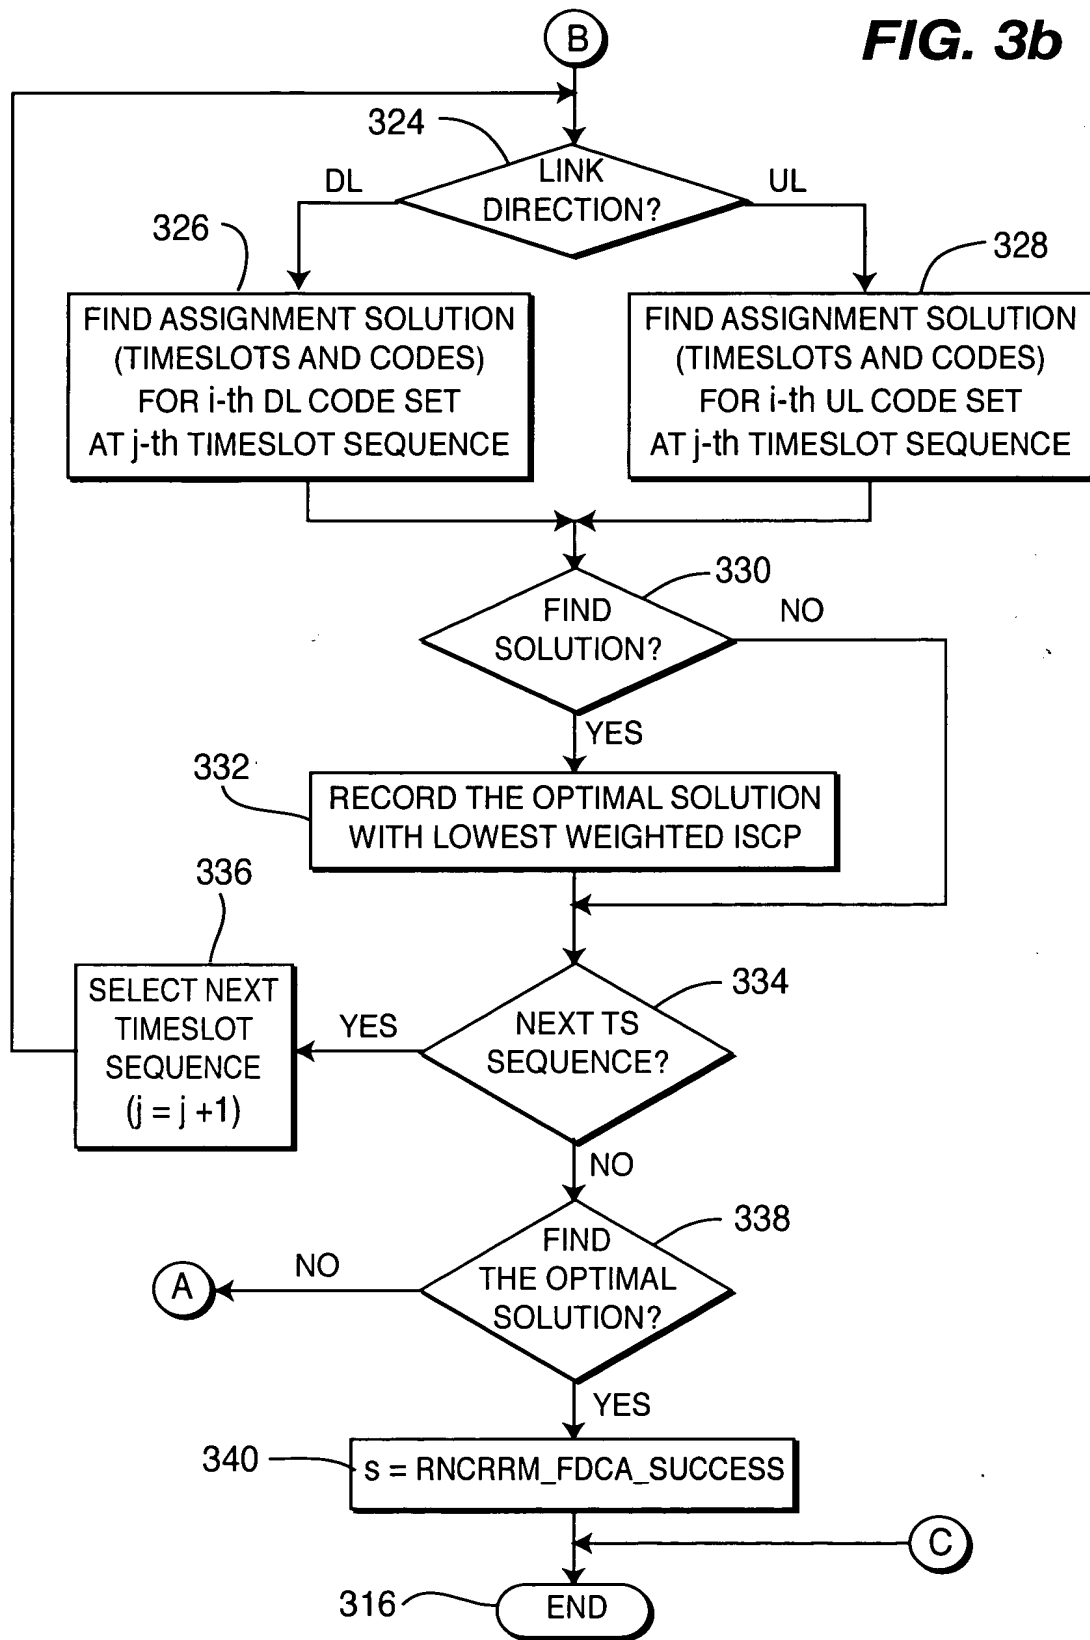 B
FIG. 3b
324
LINK
DIRECTION?
DL
UL
326
328
FIND ASSIGNMENT SOLUTION
(TIMESLOTS AND CODES)
FOR i-th DL CODE SET
AT j-th TIMESLOT SEQUENCE
FIND ASSIGNMENT SOLUTION
(TIMESLOTS AND CODES)
FOR i-th UL CODE SET
AT j-th TIMESLOT SEQUENCE
330
FIND
SOLUTION?
NO
YES
332
RECORD THE OPTIMAL SOLUTION
WITH LOWEST WEIGHTED ISCP
336
SELECT NEXT
TIMESLOT
SEQUENCE
(j = j +1)
YES
334
NEXT TS
SEQUENCE?
NO
338
FIND
THE OPTIMAL
SOLUTION?
NO
A
YES
340
s = RNCRRM_FDCA_SUCCESS
C
316
END